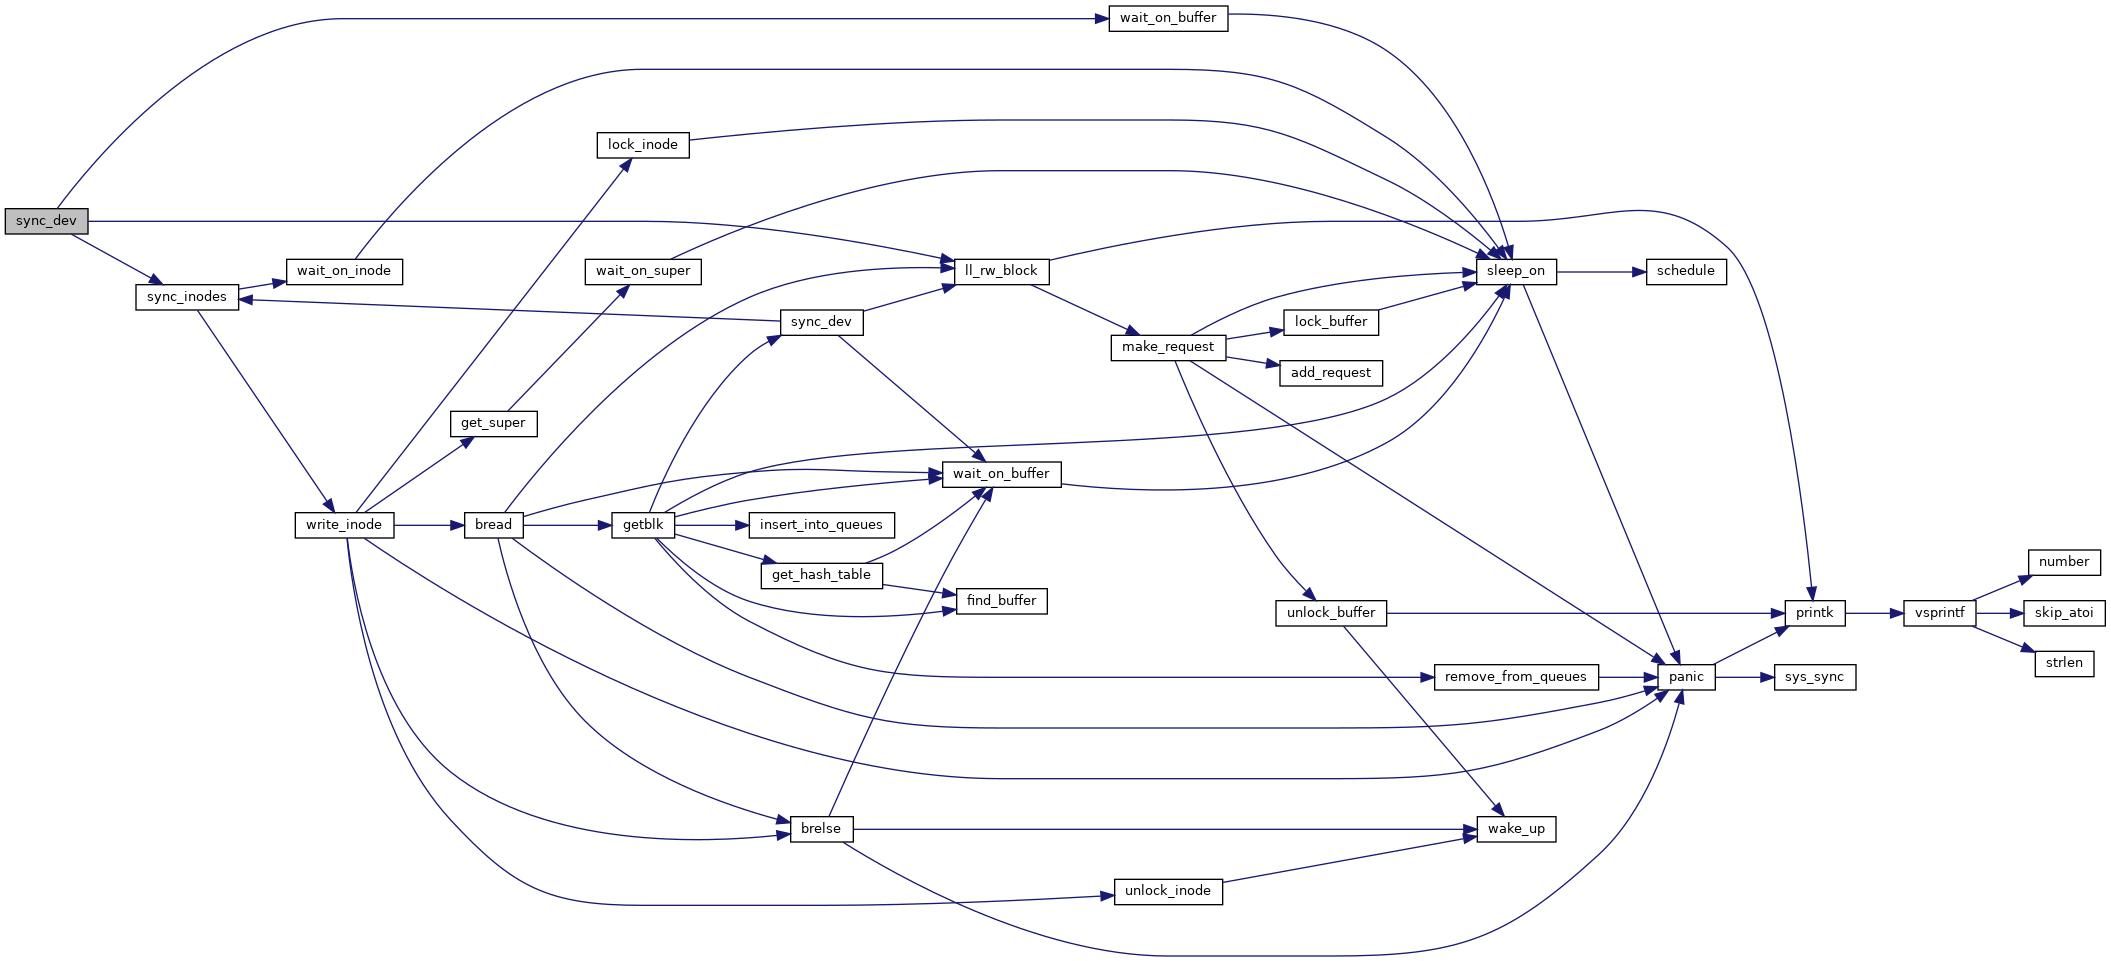 wait_on_buffer
lock_inode
sync_dev
wait_on_inode
wait_on_super
ll_rw_block
sleep_on
schedule
sync_inodes
sync_dev
lock_buffer
make_request
add_request
get_super
wait_on_buffer
write_inode
bread
getblk
insert_into_queues
get_hash_table
find_buffer
unlock_buffer
printk
vsprintf
number
skip_atoi
strlen
remove_from_queues
panic
sys_sync
brelse
wake_up
unlock_inode